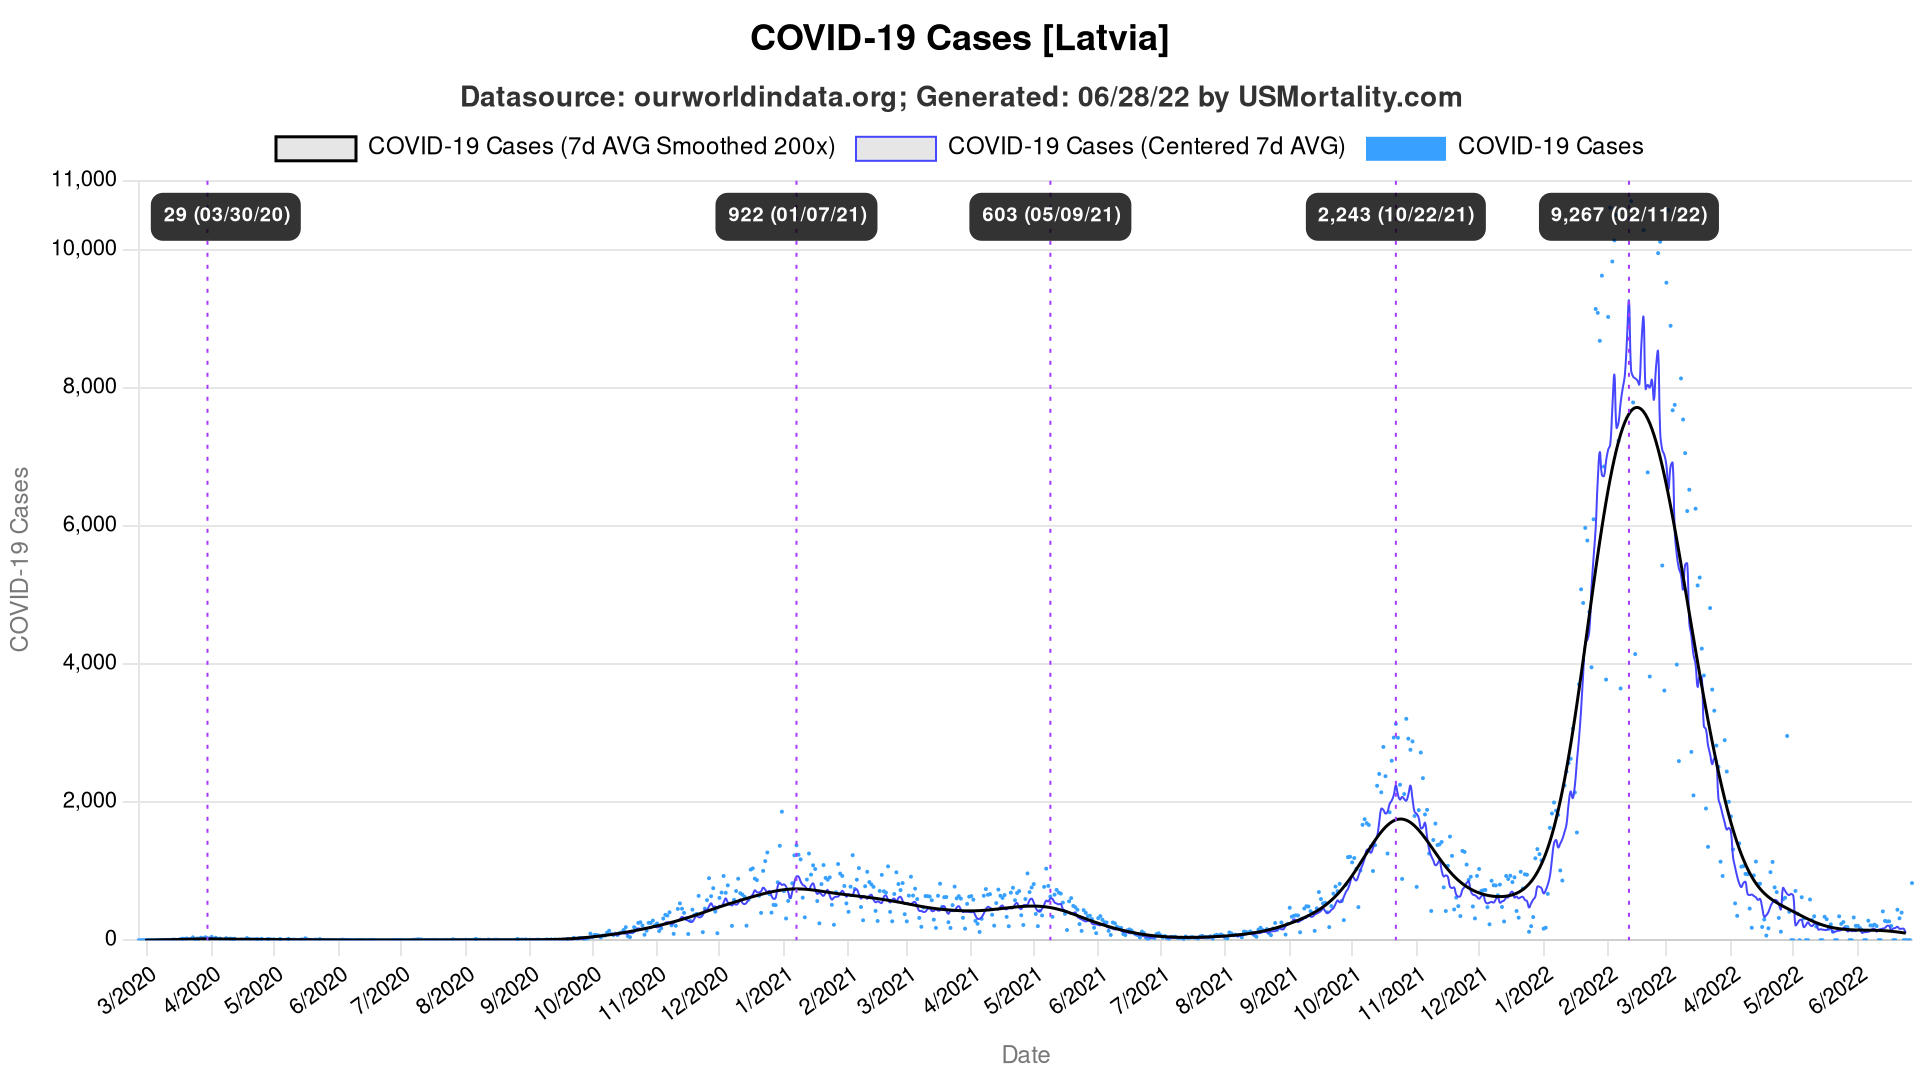 COVID-19 Cases [Latvia]
Datasource: ourworldindata.org; Generated: 06/28/22 by USMortality.com
COVID-19 Cases (7d AVG Smoothed 200x) COVID-19 Cases (Centered 7d AVG) COVID-19 Cases
11,000
29 (03/30/20) 922 (01/07/21) 603 (05/09/21) 2,243 (10/22/21) 9,267 (02/11/22)
10,000
8,000
6,000
4,000
2,000
0
COVID-19 Cases
3/2020 4/2020 5/2020 6/2020 7/2020 8/2020 9/2020 10/2020 11/2020 12/2020 1/2021 2/2021 3/2021 4/2021 5/2021 6/2021 7/2021 8/2021 9/2021 10/2021 11/2021 12/2021 1/2022 2/2022 3/2022 4/2022 5/2022 6/2022
Date